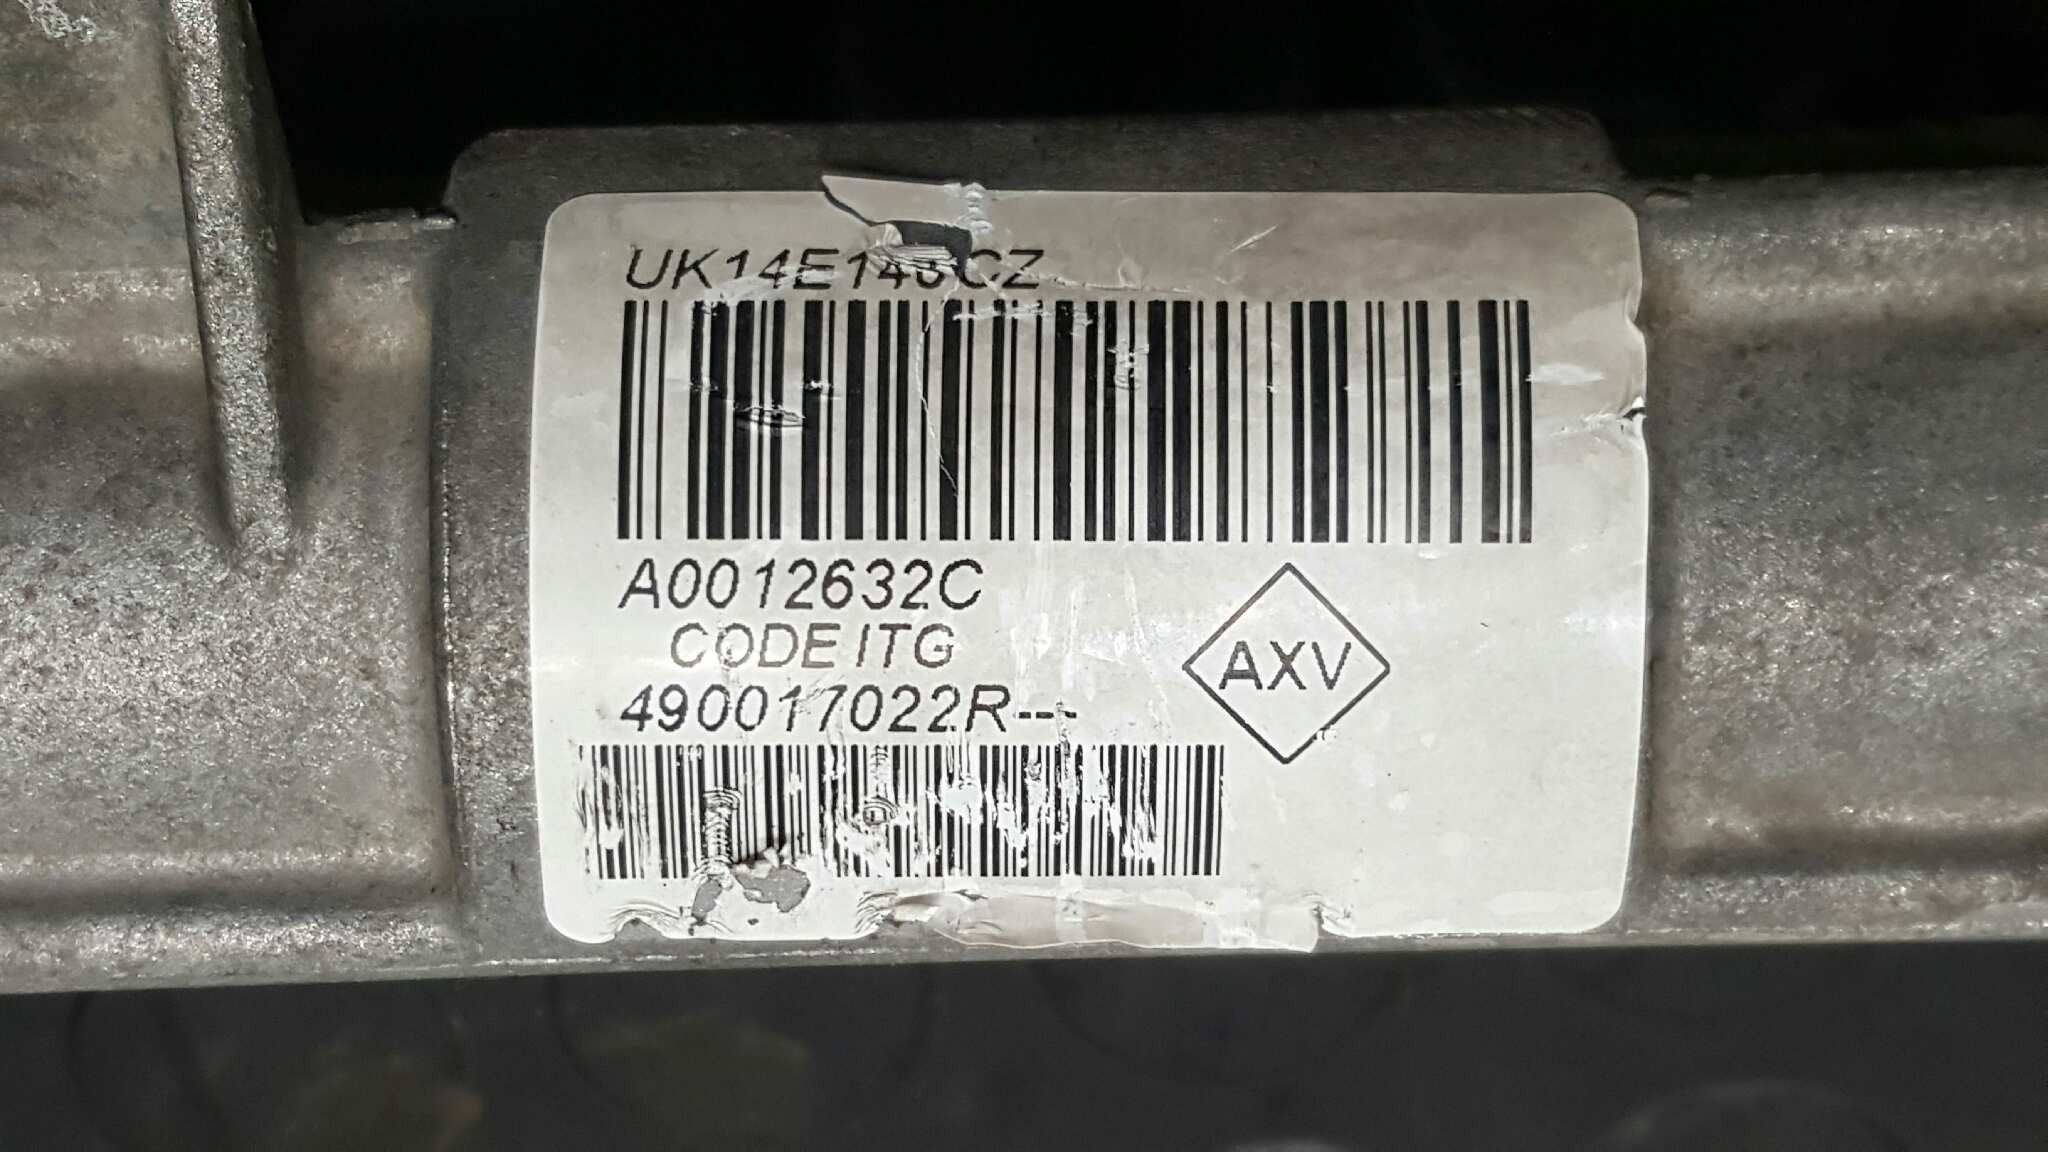 A0012632C
CODE ITG
AXV
490017022R---